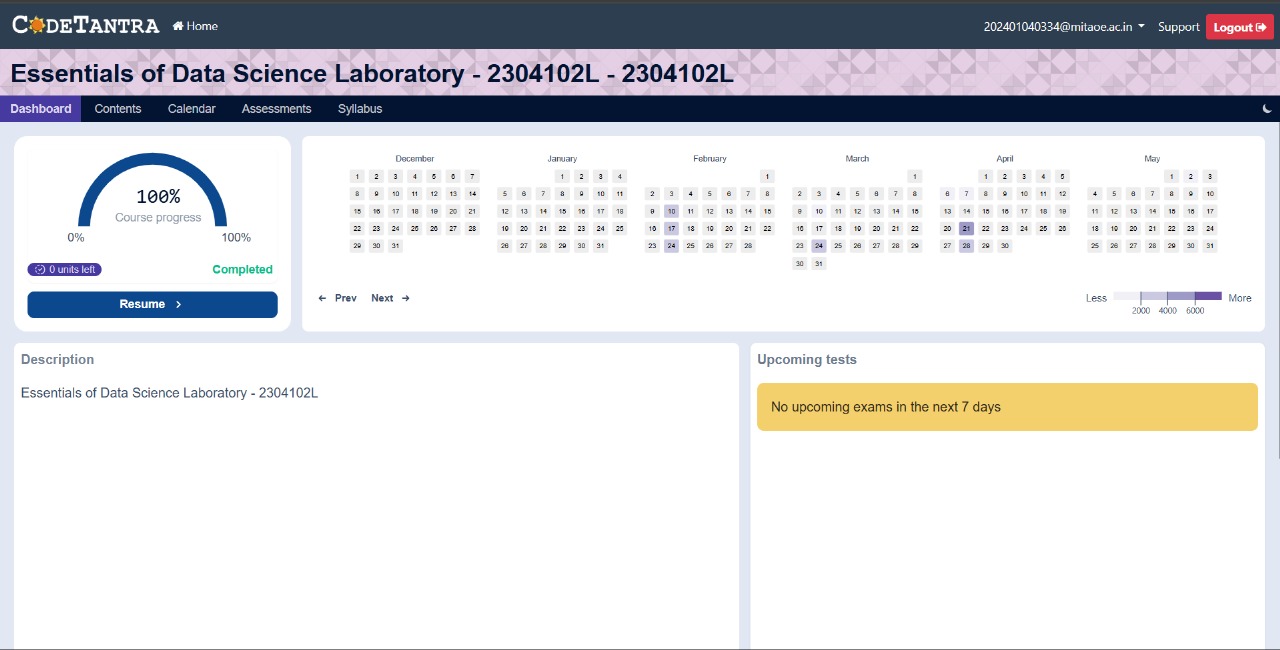 CODETANTRA Home 202401040334@mitaoe.ac.in Support Logout
Essentials of Data Science Laboratory - 2304102L - 2304102L
Dashboard Contents Calendar Assessments Syllabus
100%
Course progress
0% 100%
0 units left Completed
Resume
December January February March April May
1 2 3 4 5 6 7 1 2 3 4 1 1 1 2 3 4 5 1 2 3
8 9 10 11 12 13 14 5 6 7 8 9 10 11 2 3 4 5 6 7 8 2 3 4 5 6 7 8 6 7 8 9 10 11 12 4 5 6 7 8 9 10
15 16 17 18 19 20 21 12 13 14 15 16 17 18 9 10 11 12 13 14 15 9 10 11 12 13 14 15 13 14 15 16 17 18 19 11 12 13 14 15 16 17
22 23 24 25 26 27 28 19 20 21 22 23 24 25 16 17 18 19 20 21 22 16 17 18 19 20 21 22 20 21 22 23 24 25 26 18 19 20 21 22 23 24
29 30 31 26 27 28 29 30 31 23 24 25 26 27 28 23 24 25 26 27 28 29 27 28 29 30 25 26 27 28 29 30 31
30 31
Prev Next
Less More
2000 4000 6000
Description
Essentials of Data Science Laboratory - 2304102L
Upcoming tests
No upcoming exams in the next 7 days